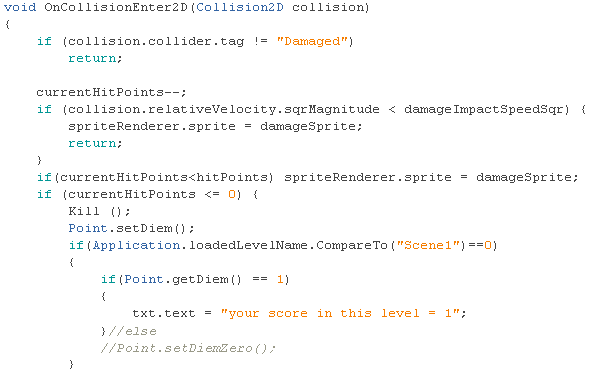 void OnCollisionEnter2D(Collision2D collision)
{
    if (collision.collider.tag != "Damaged")
        return;

    currentHitPoints--;
    if (collision.relativeVelocity.sqrMagnitude < damageImpactSpeedSqr) {
        spriteRenderer.sprite = damageSprite;
        return;
    }
    if(currentHitPoints<hitPoints) spriteRenderer.sprite = damageSprite;
    if (currentHitPoints <= 0) {
        Kill ();
        Point.setDiem();
        if(Application.loadedLevelName.CompareTo("Scene1")==0)
        {
            if(Point.getDiem() == 1)
            {
                txt.text = "your score in this level = 1";
            }//else
            //Point.setDiemZero();
        }